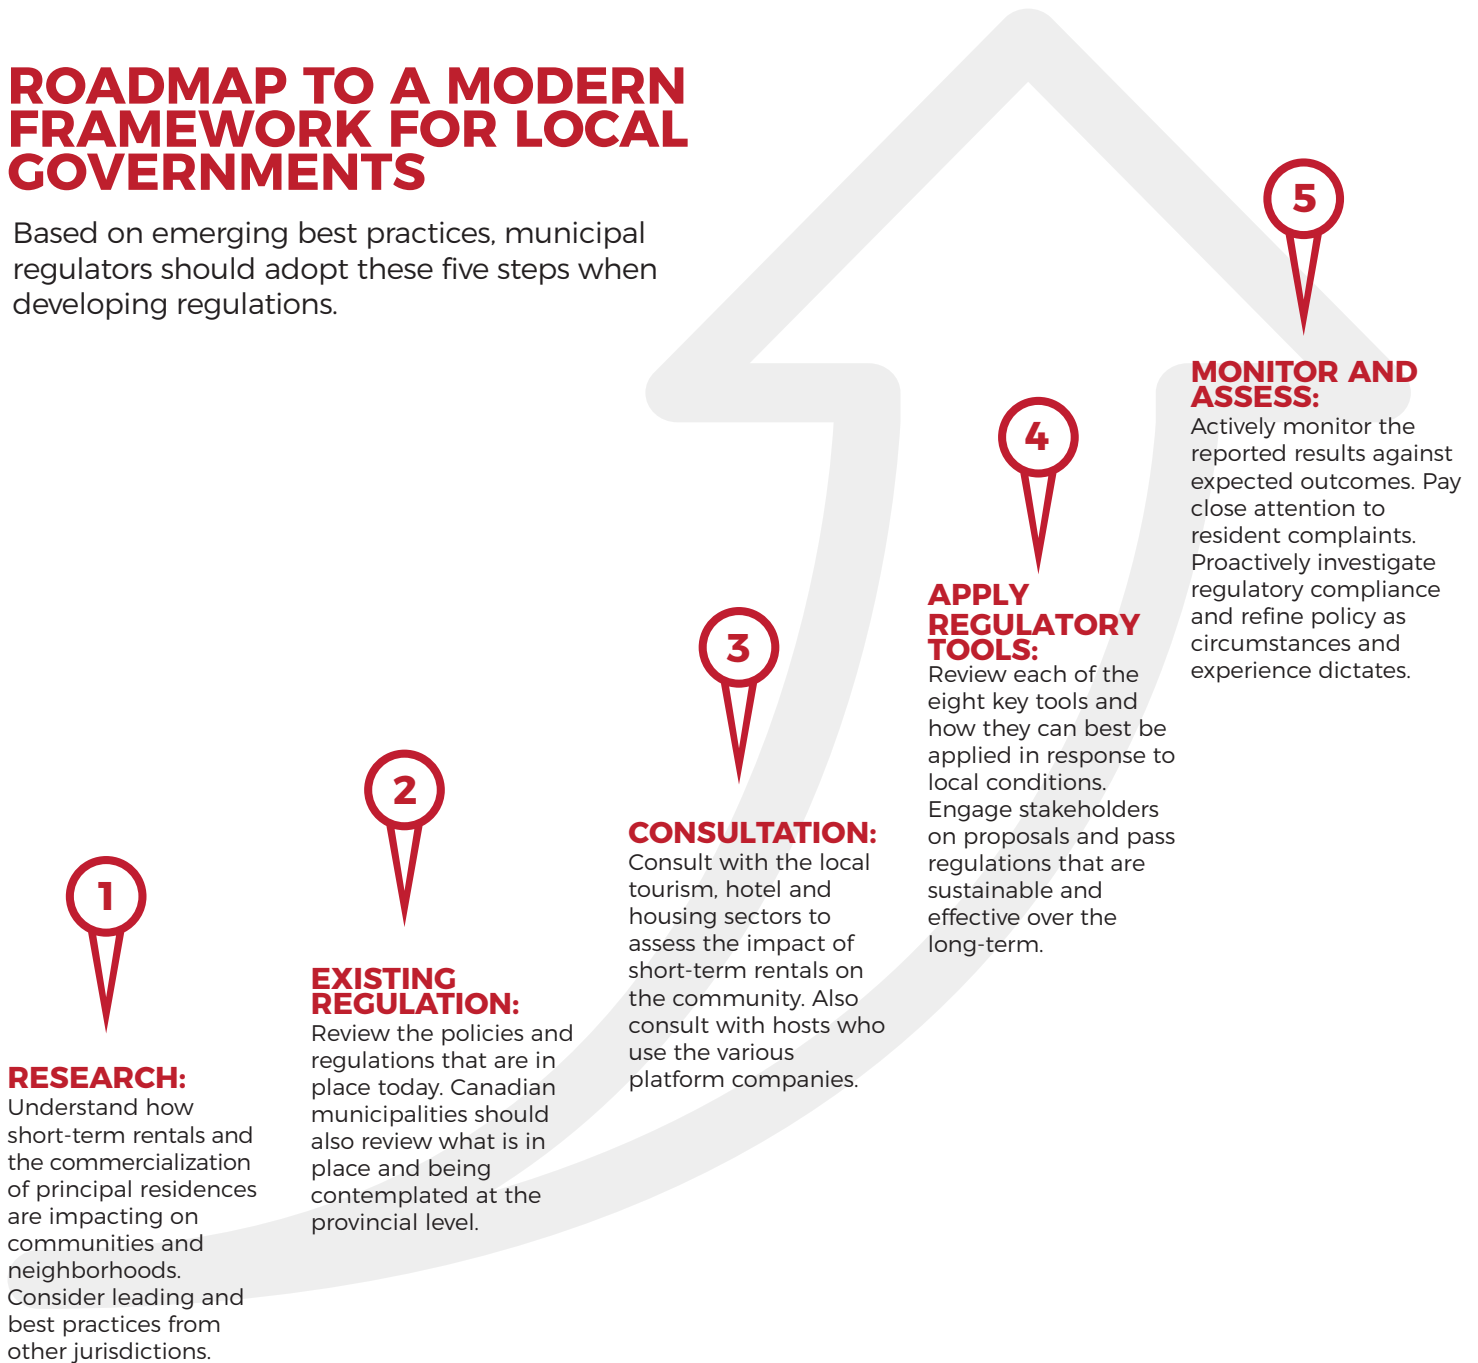 ROADMAP TO A MODERN
FRAMEWORK FOR LOCAL
GOVERNMENTS
Based on emerging best practices, municipal
regulators should adopt these five steps when
developing regulations.
1
RESEARCH:
Understand how
short-term rentals and
the commercialization
of principal residences
are impacting on
communities and
neighborhoods.
Consider leading and
best practices from
other jurisdictions.
2
EXISTING
REGULATION:
Review the policies and
regulations that are in
place today. Canadian
municipalities should
also review what is in
place and being
contemplated at the
provincial level.
3
CONSULTATION:
Consult with the local
tourism, hotel and
housing sectors to
assess the impact of
short-term rentals on
the community. Also
consult with hosts who
use the various
platform companies.
4
APPLY
REGULATORY
TOOLS:
Review each of the
eight key tools and
how they can best be
applied in response to
local conditions.
Engage stakeholders
on proposals and pass
regulations that are
sustainable and
effective over the
long-term.
5
MONITOR AND
ASSESS:
Actively monitor the
reported results against
expected outcomes. Pay
close attention to
resident complaints.
Proactively investigate
regulatory compliance
and refine policy as
circumstances and
experience dictates.